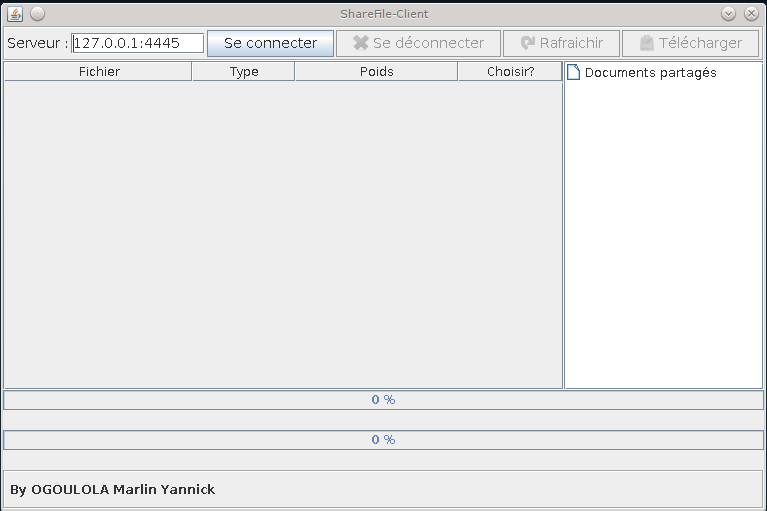 ShareFile-Client
Serveur : 127.0.0.1:4445 Se connecter Se déconnecter Rafraichir Télécharger
Fichier Type Poids Choisir? Documents partagés
0 %
0 %
By OGOULOLA Marlin Yannick